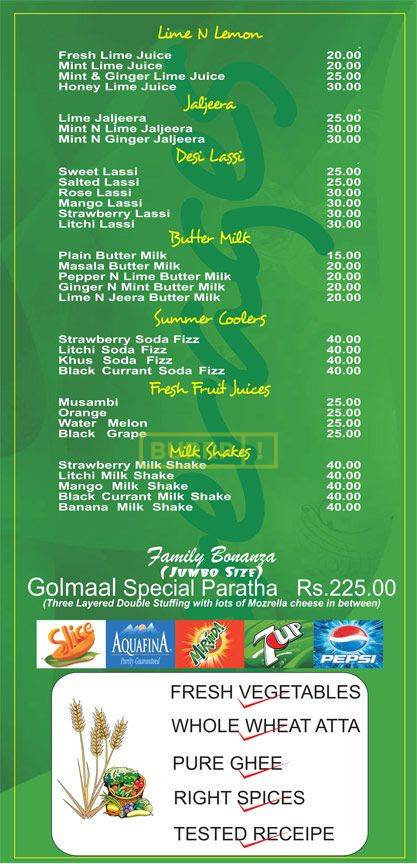 Lime N Lemon
Fresh Lime Juice 20.00
Mint Lime Juice 20.00
Mint & Ginger Lime Juice 25.00
Honey Lime Juice 30.00
Jaljeera
Lime Jaljeera 25.00
Mint N Lime Jaljeera 30.00
Mint N Ginger Jaljeera 30.00
Desi Lassi
Sweet Lassi 25.00
Salted Lassi 25.00
Rose Lassi 30.00
Mango Lassi 30.00
Strawberry Lassi 30.00
Litchi Lassi 30.00
Butter Milk
Plain Butter Milk 15.00
Masala Butter Milk 20.00
Pepper N Lime Butter Milk 20.00
Ginger N Mint Butter Milk 20.00
Lime N Jeera Butter Milk 20.00
Summer Coolers
Strawberry Soda Fizz 40.00
Litchi Soda Fizz 40.00
Khus Soda Fizz 40.00
Black Currant Soda Fizz 40.00
Fresh Fruit Juices
Musambi 25.00
Orange 25.00
Water Melon 25.00
Black Grape 25.00
Milk Shakes
Strawberry Milk Shake 40.00
Litchi Milk Shake 40.00
Mango Milk Shake 40.00
Black Currant Milk Shake 40.00
Banana Milk Shake 40.00
Family Bonanza
(Jumbo Size)
Golmaal Special Paratha Rs.225.00
(Three Layered Double Stuffing with lots of Mozrella cheese in between)
Slice AQUAFINA Mirinda 7UP PEPSI
Purity Guaranteed
FRESH VEGETABLES
WHOLE WHEAT ATTA
PURE GHEE
RIGHT SPICES
TESTED RECEIPE